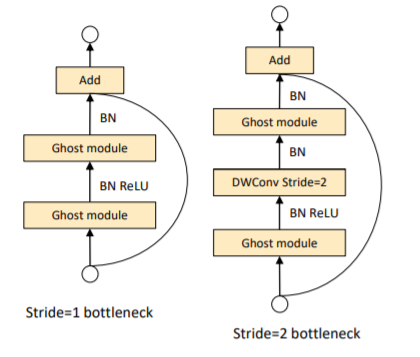 Add
BN
Ghost module
BN ReLU
Ghost module
Stride=1 bottleneck
Add
BN
Ghost module
BN
DWConv Stride=2
BN ReLU
Ghost module
Stride=2 bottleneck